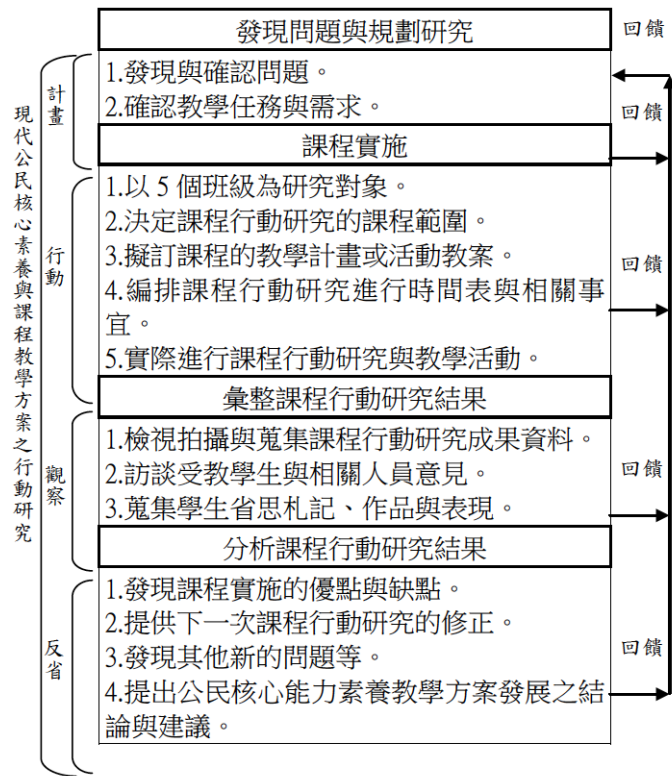 發現問題與規劃研究
回饋
1.發現與確認問題。
2.確認教學任務與需求。
計畫
回饋
課程實施
1.以 5 個班級為研究對象。
2.決定課程行動研究的課程範圍。
3.擬訂課程的教學計畫或活動教案。
4.編排課程行動研究進行時間表與相關事
宜。
5.實際進行課程行動研究與教學活動。
行動
回饋
彙整課程行動研究結果
1.檢視拍攝與蒐集課程行動研究成果資料。
2.訪談受教學生與相關人員意見。
3.蒐集學生省思札記、作品與表現。
觀察
回饋
分析課程行動研究結果
1.發現課程實施的優點與缺點。
2.提供下一次課程行動研究的修正。
3.發現其他新的問題等。
4.提出公民核心能力素養教學方案發展之結
論與建議。
反省
回饋
現代公民核心素養與課程教學方案之行動研究